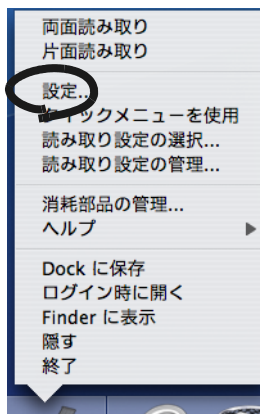 両面読み取り
片面読み取り
設定...
クイックメニューを使用
読み取り設定の選択...
読み取り設定の管理...
消耗部品の管理...
ヘルプ
Dock に保存
ログイン時に開く
Finder に表示
隠す
終了